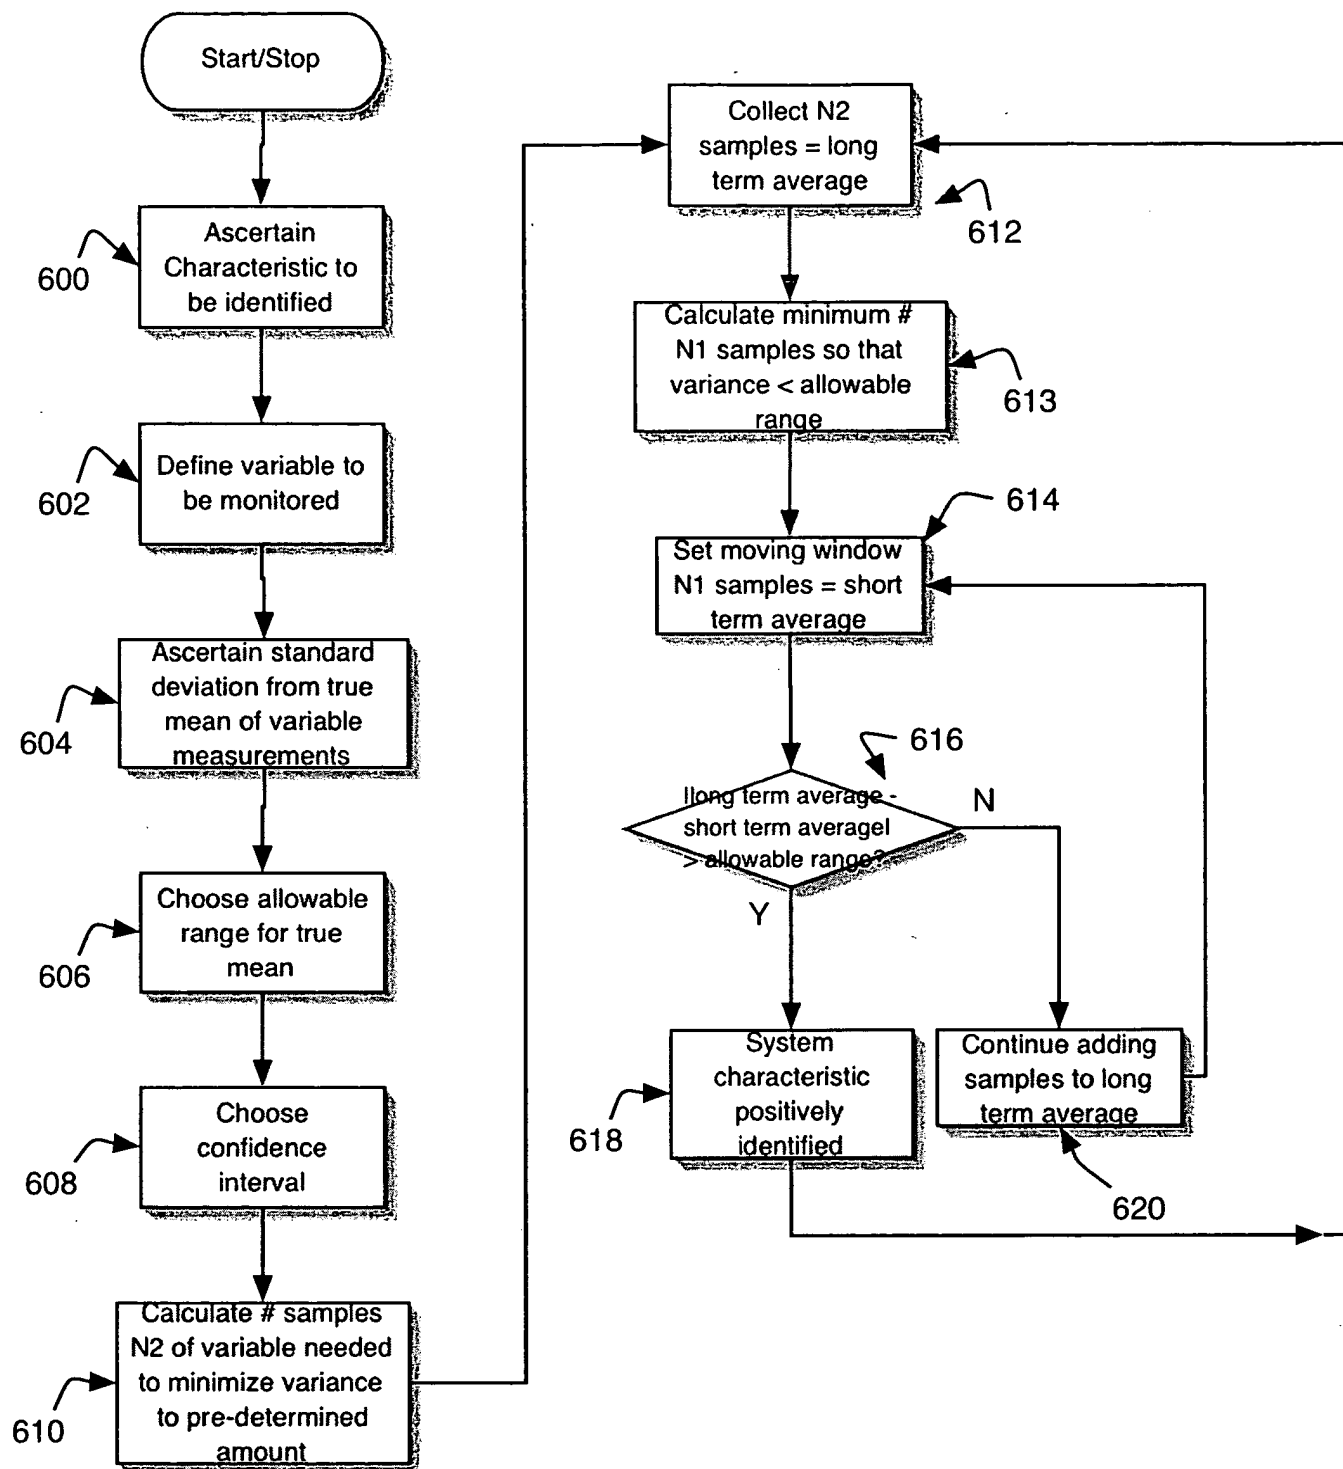 Start/Stop
Ascertain
Characteristic to
be identified
600
Define variable to
be monitored
602
Ascertain standard
deviation from true
mean of variable
measurements
604
Choose allowable
range for true
mean
606
Choose
confidence
interval
608
Calculate # samples
N2 of variable needed
to minimize variance
to pre-determined
amount
610
Collect N2
samples = long
term average
612
Calculate minimum #
N1 samples so that
variance < allowable
range
613
Set moving window
N1 samples = short
term average
614
|long term average -
short term average|
> allowable range?
616
N
Y
System
characteristic
positively
identified
618
Continue adding
samples to long
term average
620